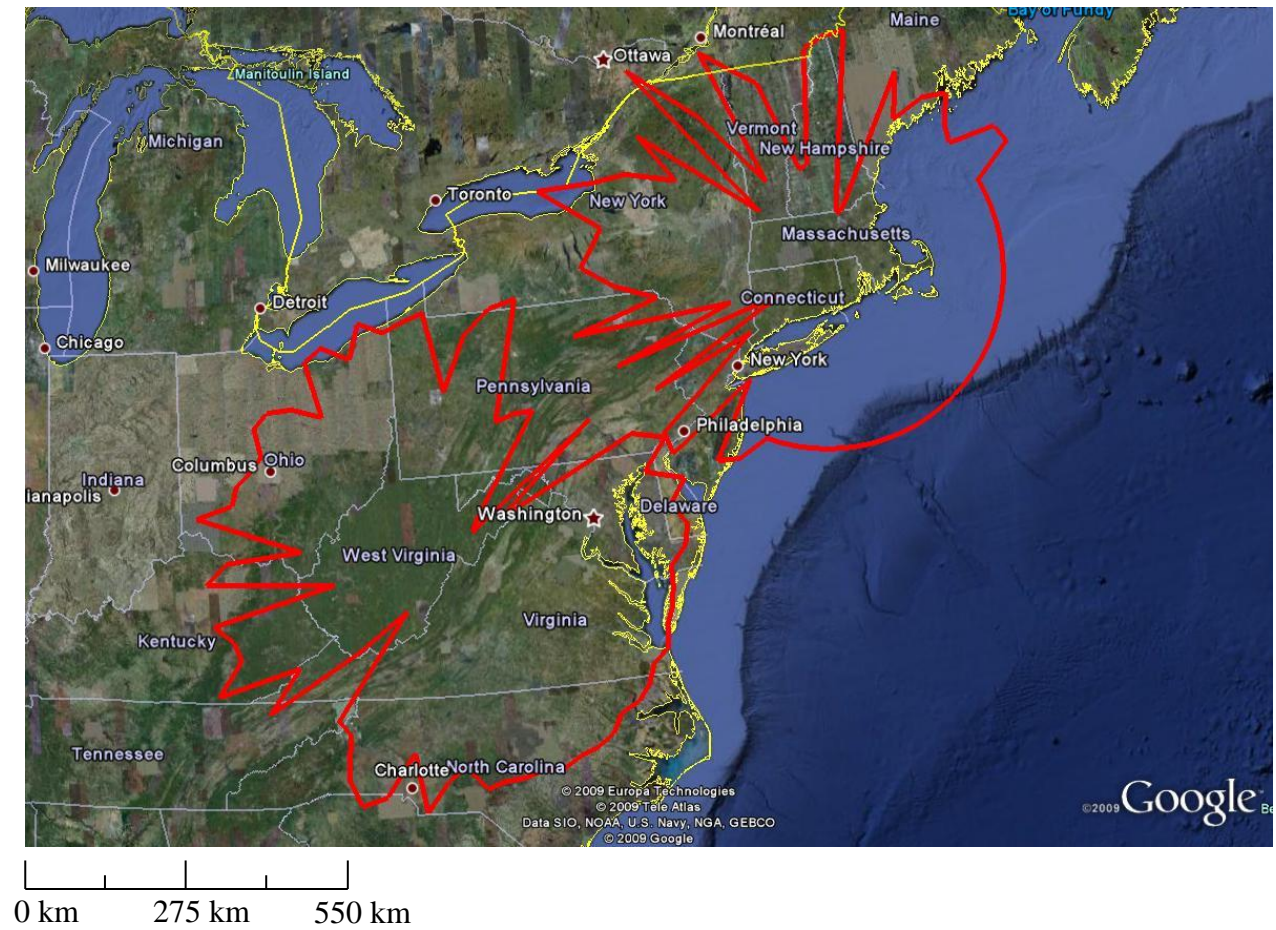 Maine
Bay of Fundy
Montréal
Ottawa
Manitoulin Island
Michigan
Vermont
New Hampshire
Toronto
New York
Massachusetts
Milwaukee
Detroit
Connecticut
Chicago
New York
Pennsylvania
Philadelphia
Columbus
Ohio
Indiana
ianapolis
Delaware
Washington
West Virginia
Virginia
Kentucky
Tennessee
Charlotte
North Carolina
© 2009 Europa Technologies
© 2009 Tele Atlas
Data SIO, NOAA, U.S. Navy, NGA, GEBCO
© 2009 Google
©2009 Google
0 km 275 km 550 km